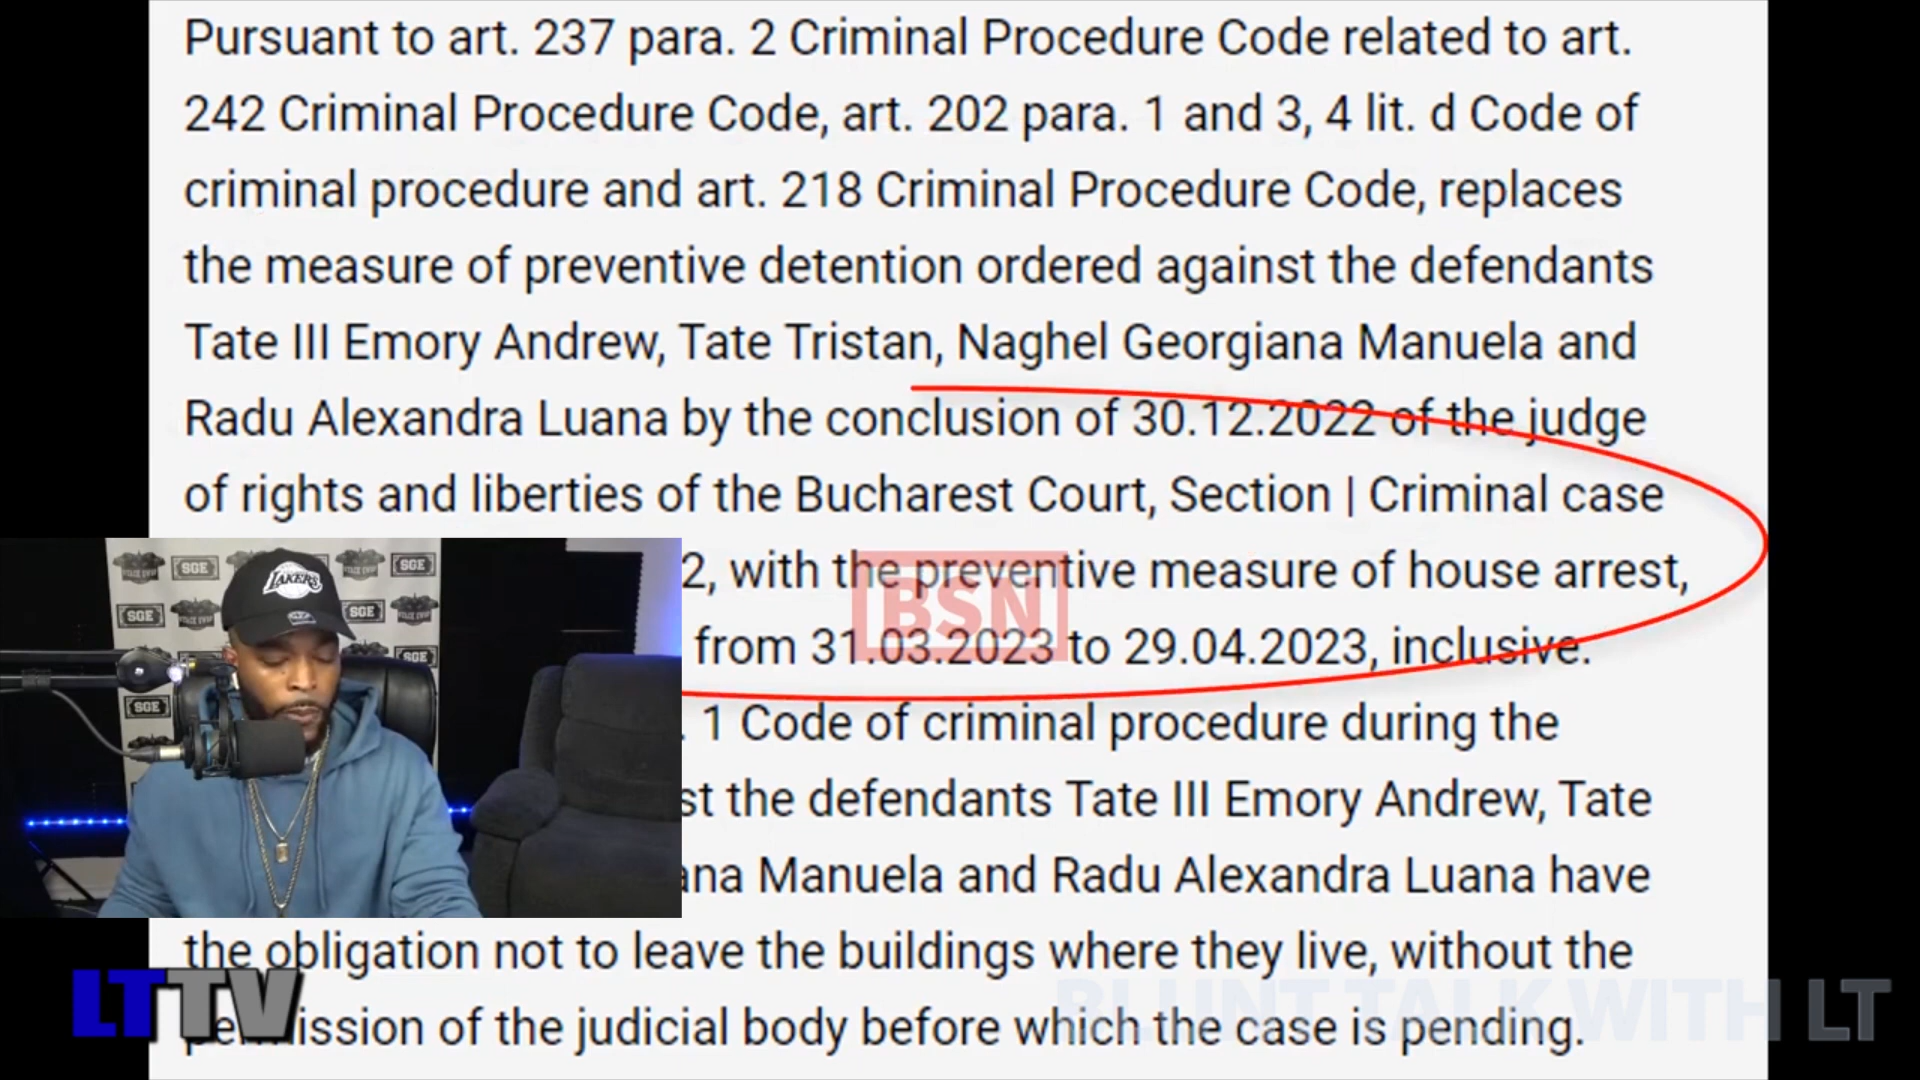 Pursuant to art. 237 para. 2 Criminal Procedure Code related to art.
242 Criminal Procedure Code, art. 202 para. 1 and 3, 4 lit. d Code of
criminal procedure and art. 218 Criminal Procedure Code, replaces
the measure of preventive detention ordered against the defendants
Tate III Emory Andrew, Tate Tristan, Naghel Georgiana Manuela and
Radu Alexandra Luana by the conclusion of 30.12.2022 of the judge
of rights and liberties of the Bucharest Court, Section | Criminal case
2, with the preventive measure of house arrest,
BSN
from 31.03.2023 to 29.04.2023, inclusive.
. 1 Code of criminal procedure during the
st the defendants Tate III Emory Andrew, Tate
ana Manuela and Radu Alexandra Luana have
the obligation not to leave the buildings where they live, without the
permission of the judicial body before which the case is pending.
LAKERS
SGE
SGE
SGE
SGE
SGE
SGE
LTTV
BLUNT TALK WITH LT